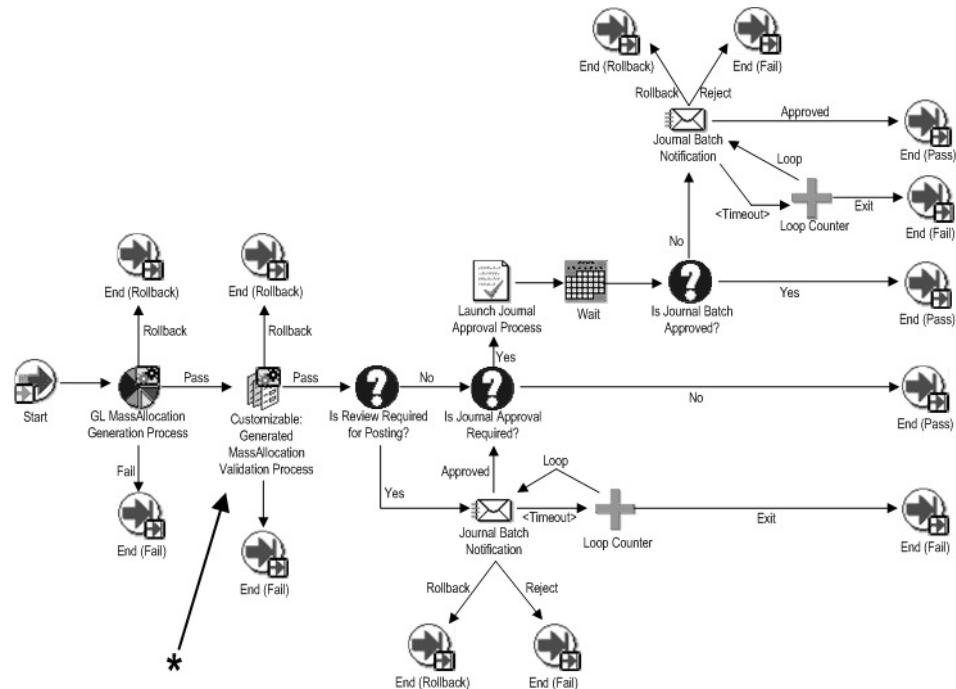 End (Rollback)
End (Fail)
Rollback
Reject
Approved
Journal Batch
Notification
End (Pass)
Loop
<Timeout>
Exit
Loop Counter
End (Fail)
No
End (Rollback)
End (Rollback)
Launch Journal
Approval Process
Wait
Is Journal Batch
Approved?
Yes
End (Pass)
Rollback
Rollback
Yes
Start
Pass
Pass
No
No
GL MassAllocation
Generation Process
Customizable:
Generated
MassAllocation
Validation Process
Is Review Required
for Posting?
Is Journal Approval
Required?
End (Pass)
Fail
Yes
Approved
Loop
<Timeout>
Exit
Journal Batch
Notification
Loop Counter
End (Fail)
End (Fail)
End (Fail)
Rollback
Reject
*
End (Rollback)
End (Fail)